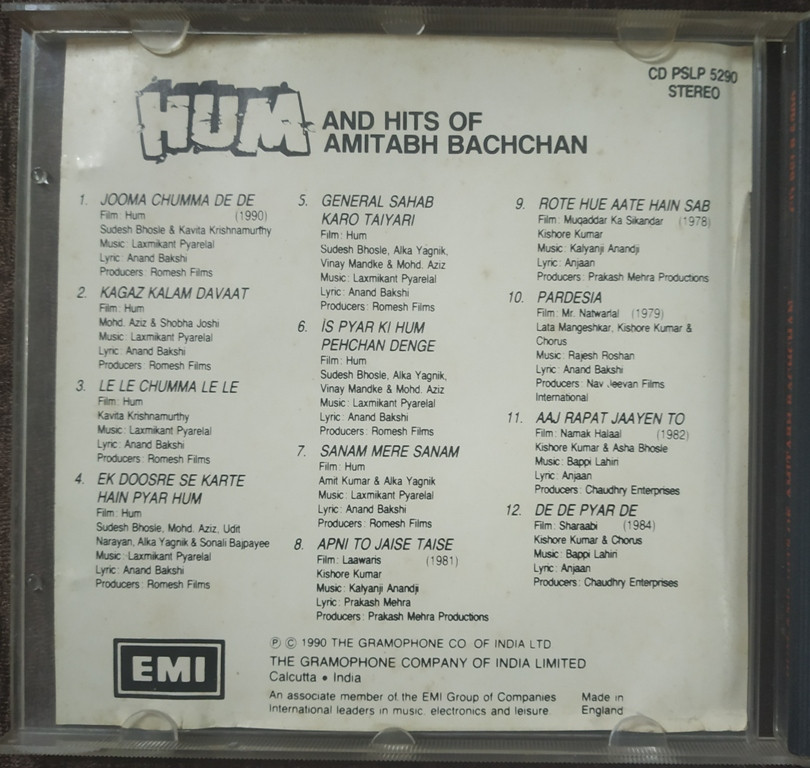 CD PSLP 5290
STEREO
HUM
AND HITS OF
AMITABH BACHCHAN
1. JOOMA CHUMMA DE DE
Film: Hum (1990)
Sudesh Bhosle & Kavita Krishnamurthy
Music: Laxmikant Pyarelal
Lyric: Anand Bakshi
Producers: Romesh Films
2. KAGAZ KALAM DAVAAT
Film: Hum
Mohd. Aziz & Shobha Joshi
Music: Laxmikant Pyarelal
Lyric: Anand Bakshi
Producers: Romesh Films
3. LE LE CHUMMA LE LE
Film: Hum
Kavita Krishnamurthy
Music: Laxmikant Pyarelal
Lyric: Anand Bakshi
Producers: Romesh Films
4. EK DOOSRE SE KARTE
HAIN PYAR HUM
Film: Hum
Sudesh Bhosle, Mohd. Aziz, Udit
Narayan, Alka Yagnik & Sonali Bajpayee
Music: Laxmikant Pyarelal
Lyric: Anand Bakshi
Producers: Romesh Films
5. GENERAL SAHAB
KARO TAIYARI
Film: Hum
Sudesh Bhosle, Alka Yagnik,
Vinay Mandke & Mohd. Aziz
Music: Laxmikant Pyarelal
Lyric: Anand Bakshi
Producers: Romesh Films
6. IS PYAR KI HUM
PEHCHAN DENGE
Film: Hum
Sudesh Bhosle, Alka Yagnik,
Vinay Mandke & Mohd. Aziz
Music: Laxmikant Pyarelal
Lyric: Anand Bakshi
Producers: Romesh Films
7. SANAM MERE SANAM
Film: Hum
Amit Kumar & Alka Yagnik
Music: Laxmikant Pyarelal
Lyric: Anand Bakshi
Producers: Romesh Films
8. APNI TO JAISE TAISE
Film: Laawaris (1981)
Kishore Kumar
Music: Kalyanji Anandji
Lyric: Prakash Mehra
Producers: Prakash Mehra Productions
9. ROTE HUE AATE HAIN SAB
Film: Muqaddar Ka Sikandar (1978)
Kishore Kumar
Music: Kalyanji Anandji
Lyric: Anjaan
Producers: Prakash Mehra Productions
10. PARDESIA
Film: Mr. Natwarlal (1979)
Lata Mangeshkar, Kishore Kumar &
Chorus
Music: Rajesh Roshan
Lyric: Anand Bakshi
Producers: Nav Jeevan Films
International
11. AAJ RAPAT JAAYEN TO
Film: Namak Halaal (1982)
Kishore Kumar & Asha Bhosle
Music: Bappi Lahiri
Lyric: Anjaan
Producers: Chaudhry Enterprises
12. DE DE PYAR DE
Film: Sharaabi (1984)
Kishore Kumar & Chorus
Music: Bappi Lahiri
Lyric: Anjaan
Producers: Chaudhry Enterprises
EMI
℗ © 1990 THE GRAMOPHONE CO OF INDIA LTD
THE GRAMOPHONE COMPANY OF INDIA LIMITED
Calcutta • India
An associate member of the EMI Group of Companies
International leaders in music, electronics and leisure.
Made in
England
OF AMITABH BACHCHAN